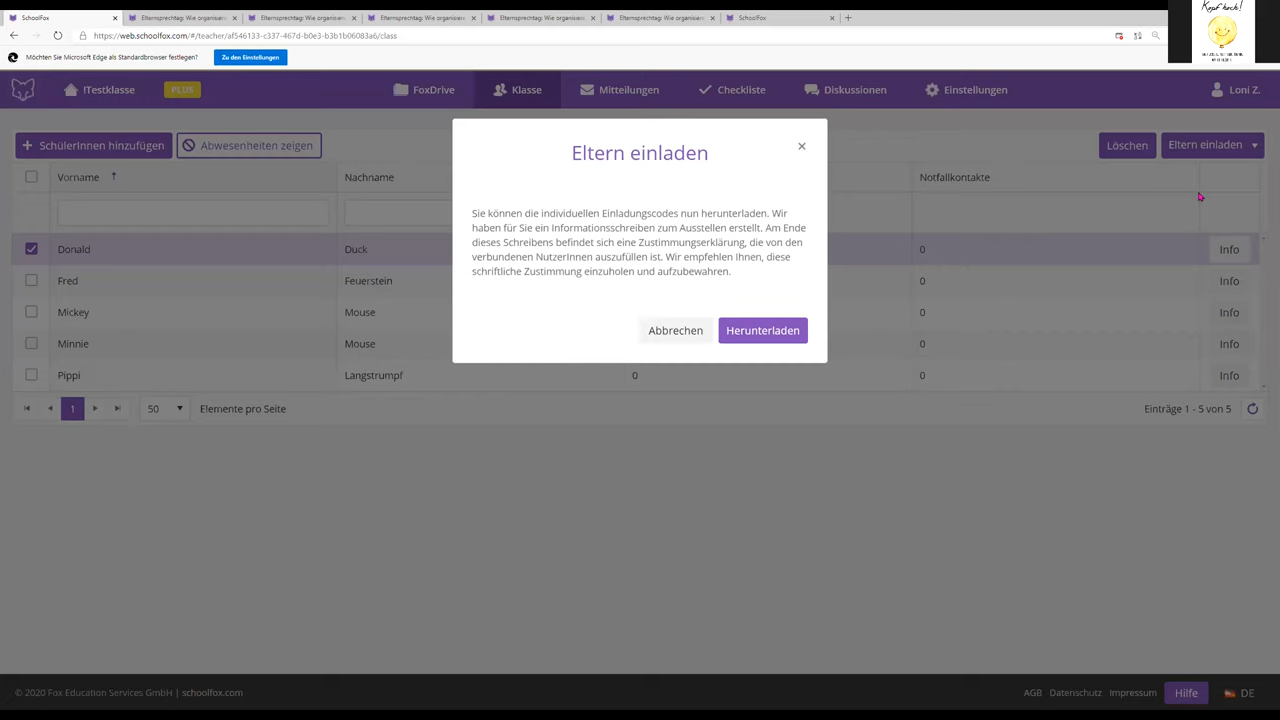 SchoolFox
Elternsprechtag: Wie organisier
Elternsprechtag: Wie organisier
Elternsprechtag: Wie organisier
Elternsprechtag: Wie organisier
Elternsprechtag: Wie organisier
SchoolFox
Kopf hoch!
https://web.schoolfox.com/#/teacher/af546133-c337-467d-b0e3-b3b1b06083a6/class
Möchten Sie Microsoft Edge als Standardbrowser festlegen?
Zu den Einstellungen
!Testklasse
PLUS
FoxDrive
Klasse
Mitteilungen
Checkliste
Diskussionen
Einstellungen
Loni Z.
SchülerInnen hinzufügen
Abwesenheiten zeigen
Löschen
Eltern einladen
Vorname
Nachname
Notfallkontakte
Donald Duck 0 Info
Fred Feuerstein 0 Info
Mickey Mouse 0 Info
Minnie Mouse 0 Info
Pippi Langstrumpf 0 0 Info
1
50
Elemente pro Seite
Einträge 1 - 5 von 5
Eltern einladen
Sie können die individuellen Einladungscodes nun herunterladen. Wir
haben für Sie ein Informationsschreiben zum Ausstellen erstellt. Am Ende
dieses Schreibens befindet sich eine Zustimmungserklärung, die von den
verbundenen NutzerInnen auszufüllen ist. Wir empfehlen Ihnen, diese
schriftliche Zustimmung einzuholen und aufzubewahren.
Abbrechen
Herunterladen
© 2020 Fox Education Services GmbH | schoolfox.com
AGB
Datenschutz
Impressum
Hilfe
DE